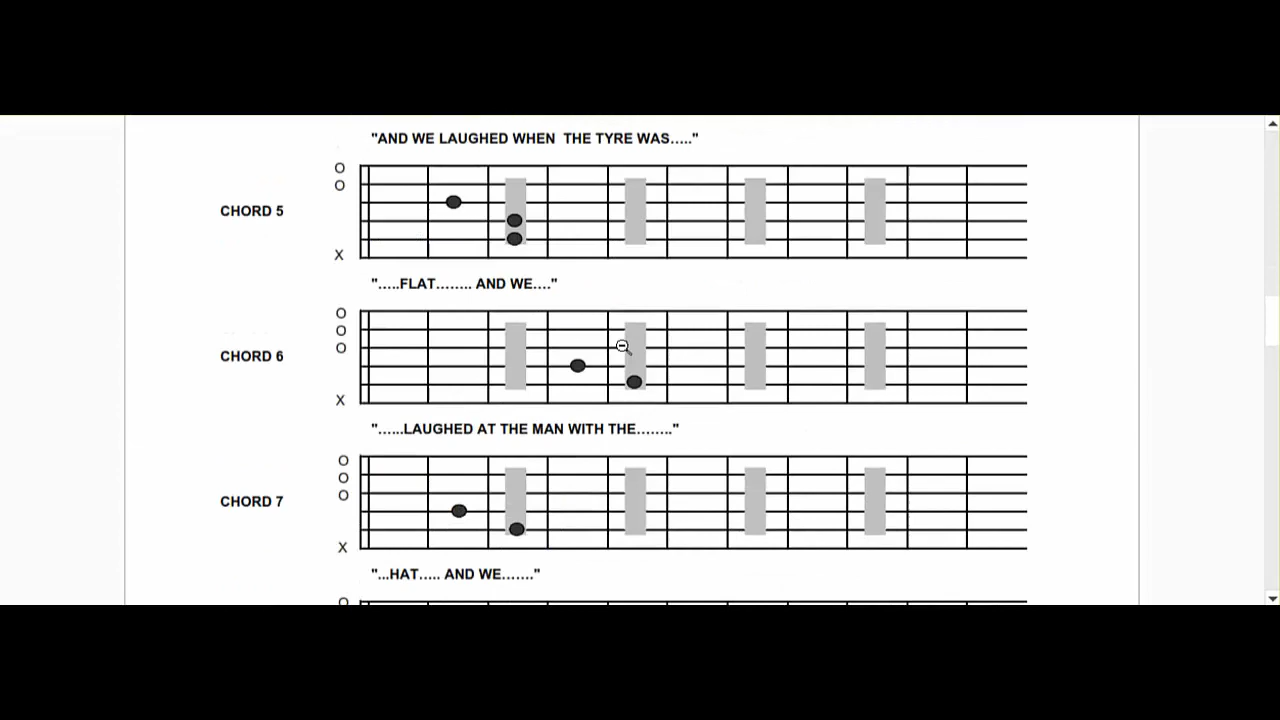 "AND WE LAUGHED WHEN  THE TYRE WAS….."
O
O
CHORD 5
X
"…..FLAT…….. AND WE…."
O
O
O
CHORD 6
X
"…...LAUGHED AT THE MAN WITH THE…….."
O
O
O
CHORD 7
X
"...HAT….. AND WE……."
O